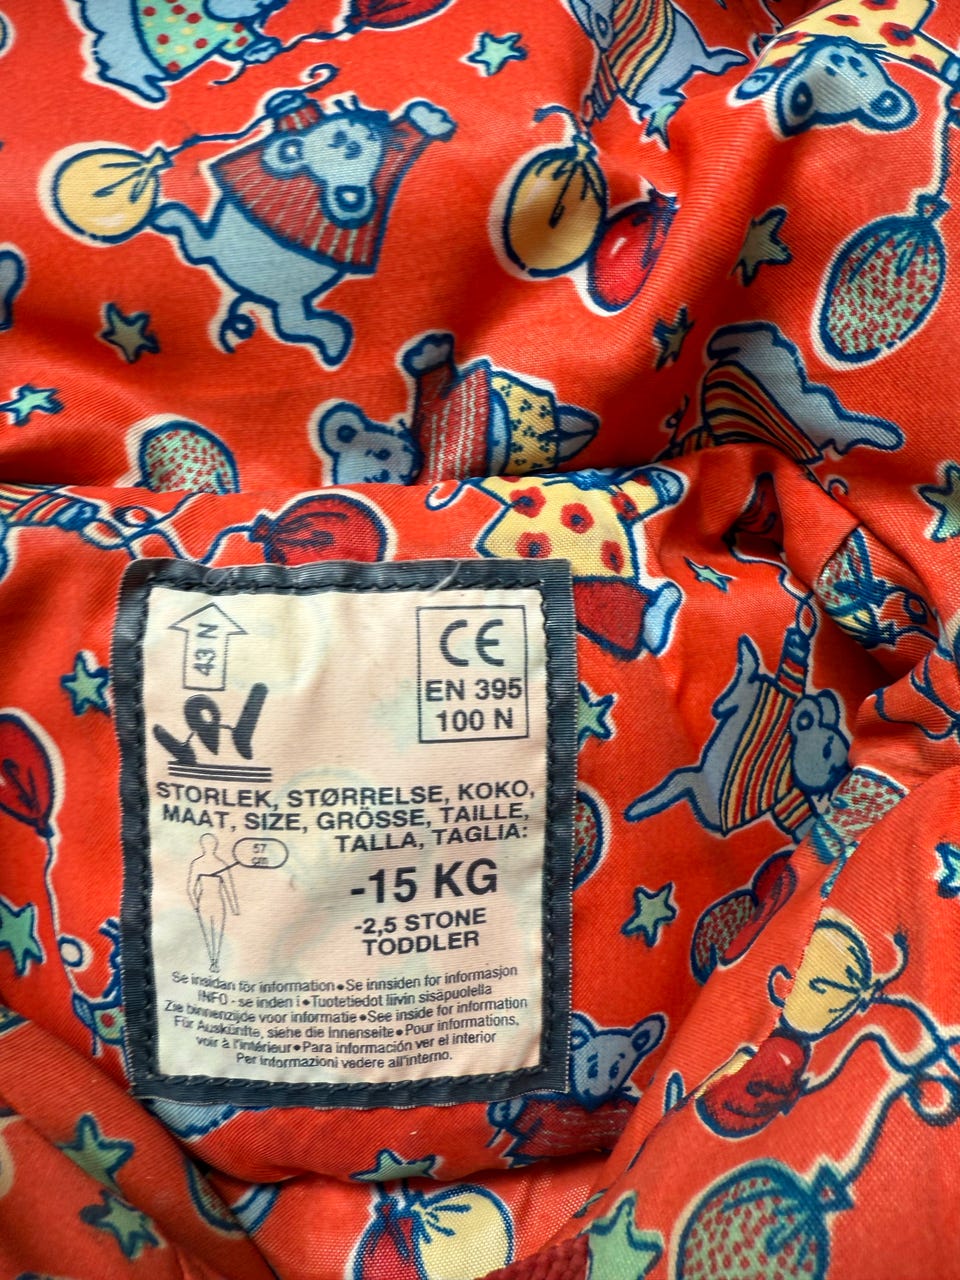 43 N
CE
EN 395
100 N
STORLEK, STØRRELSE, KOKO,
MAAT, SIZE, GRÖSSE, TAILLE,
TALLA, TAGLIA:
57
cm
-15 KG
-2,5 STONE
TODDLER
Se insidan för information • Se innsiden for informasjon
INFO - se inden i • Tuotetiedot liivin sisäpuolella
Zie binnenzijde voor informatie • See inside for information
Für Auskünfte, siehe die Innenseite • Pour informations,
voir à l'intérieur • Para información ver el interior
Per informazioni vedere all'interno.